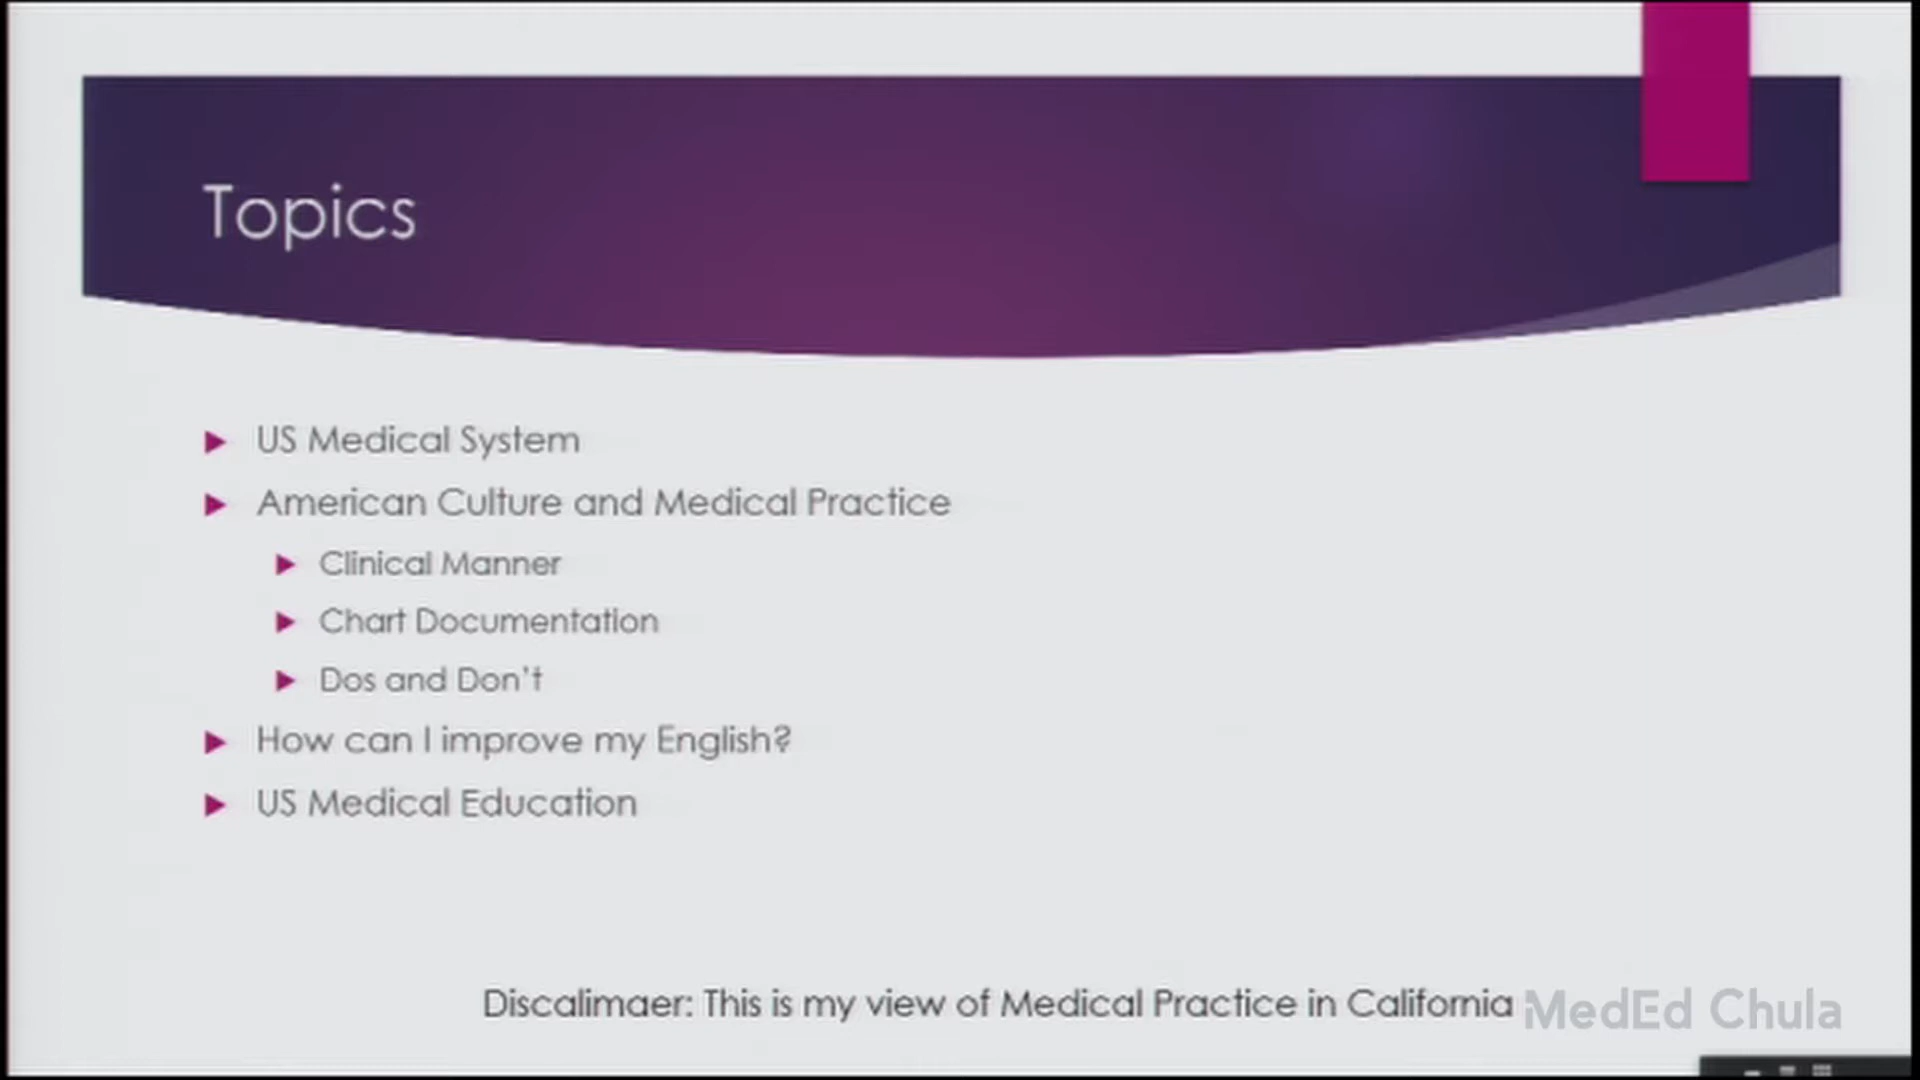 Topics
US Medical System
American Culture and Medical Practice
Clinical Manner
Chart Documentation
Dos and Don't
How can I improve my English?
US Medical Education
Discalimaer: This is my view of Medical Practice in California
MedEd Chula